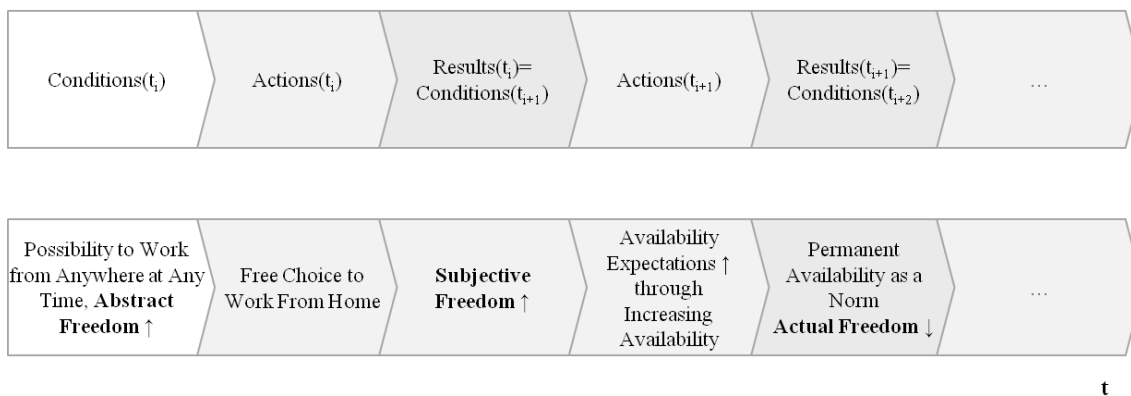 Conditions(tᵢ)
Actions(tᵢ)
Results(tᵢ)=
Conditions(tᵢ₊₁)
Actions(tᵢ₊₁)
Results(tᵢ₊₁)=
Conditions(tᵢ₊₂)
…
Possibility to Work
from Anywhere at Any
Time, Abstract
Freedom ↑
Free Choice to
Work From Home
Subjective
Freedom ↑
Availability
Expectations ↑
through
Increasing
Availability
Permanent
Availability as a
Norm
Actual Freedom ↓
…
t